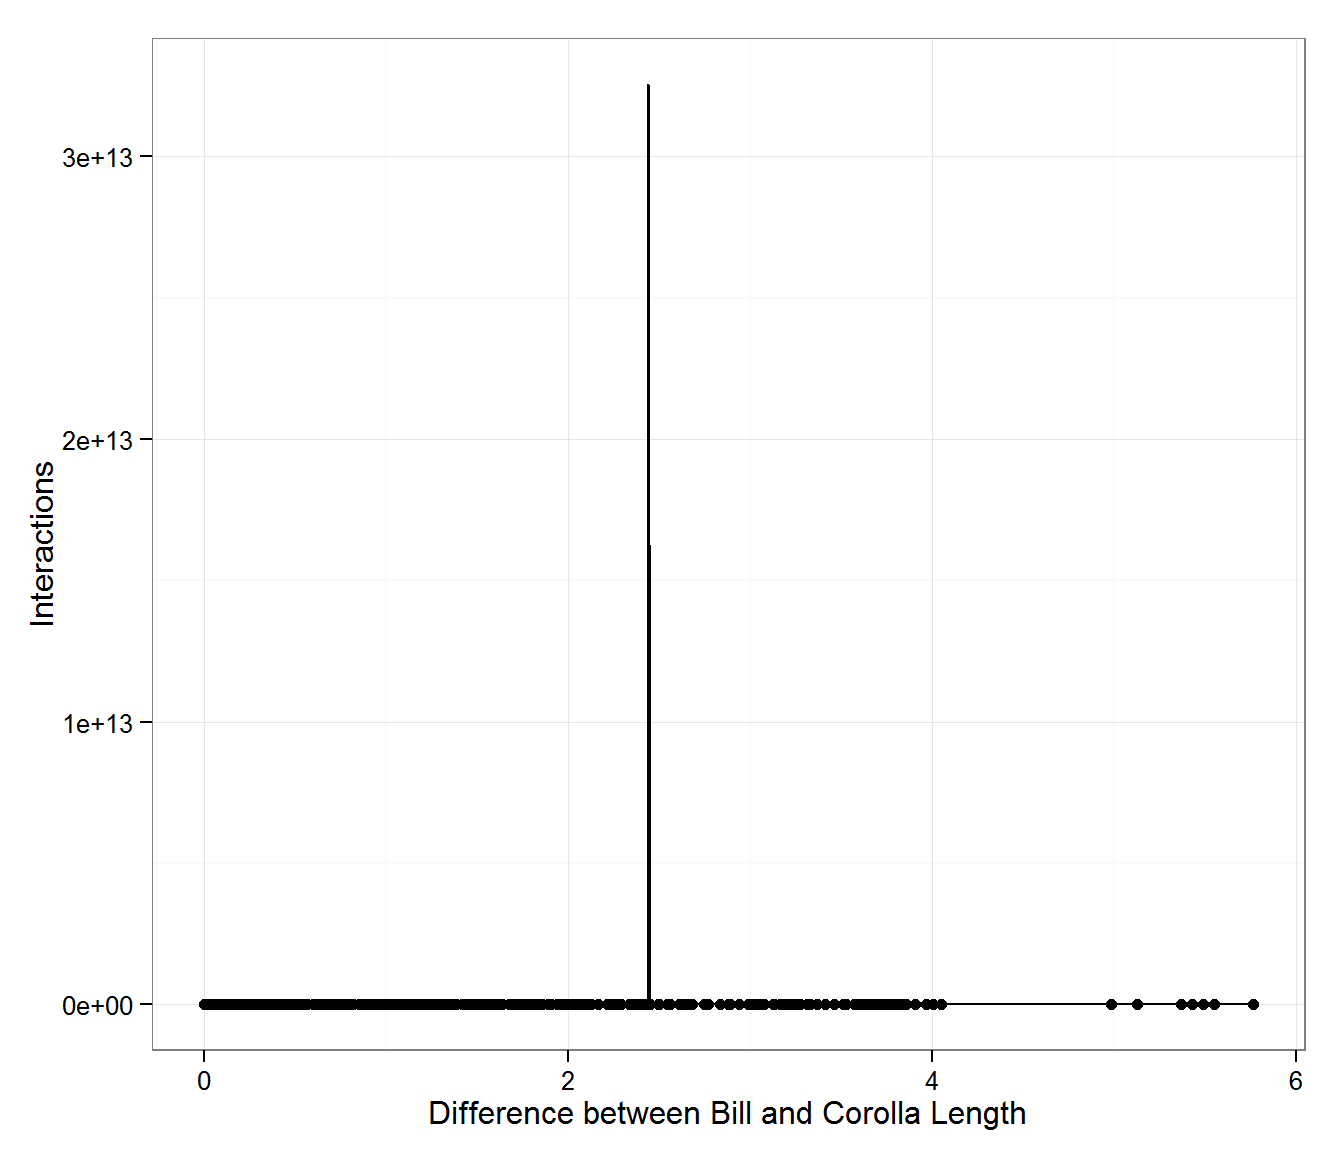 3e+13
2e+13
1e+13
0e+00
Interactions
0 2 4 6
Difference between Bill and Corolla Length